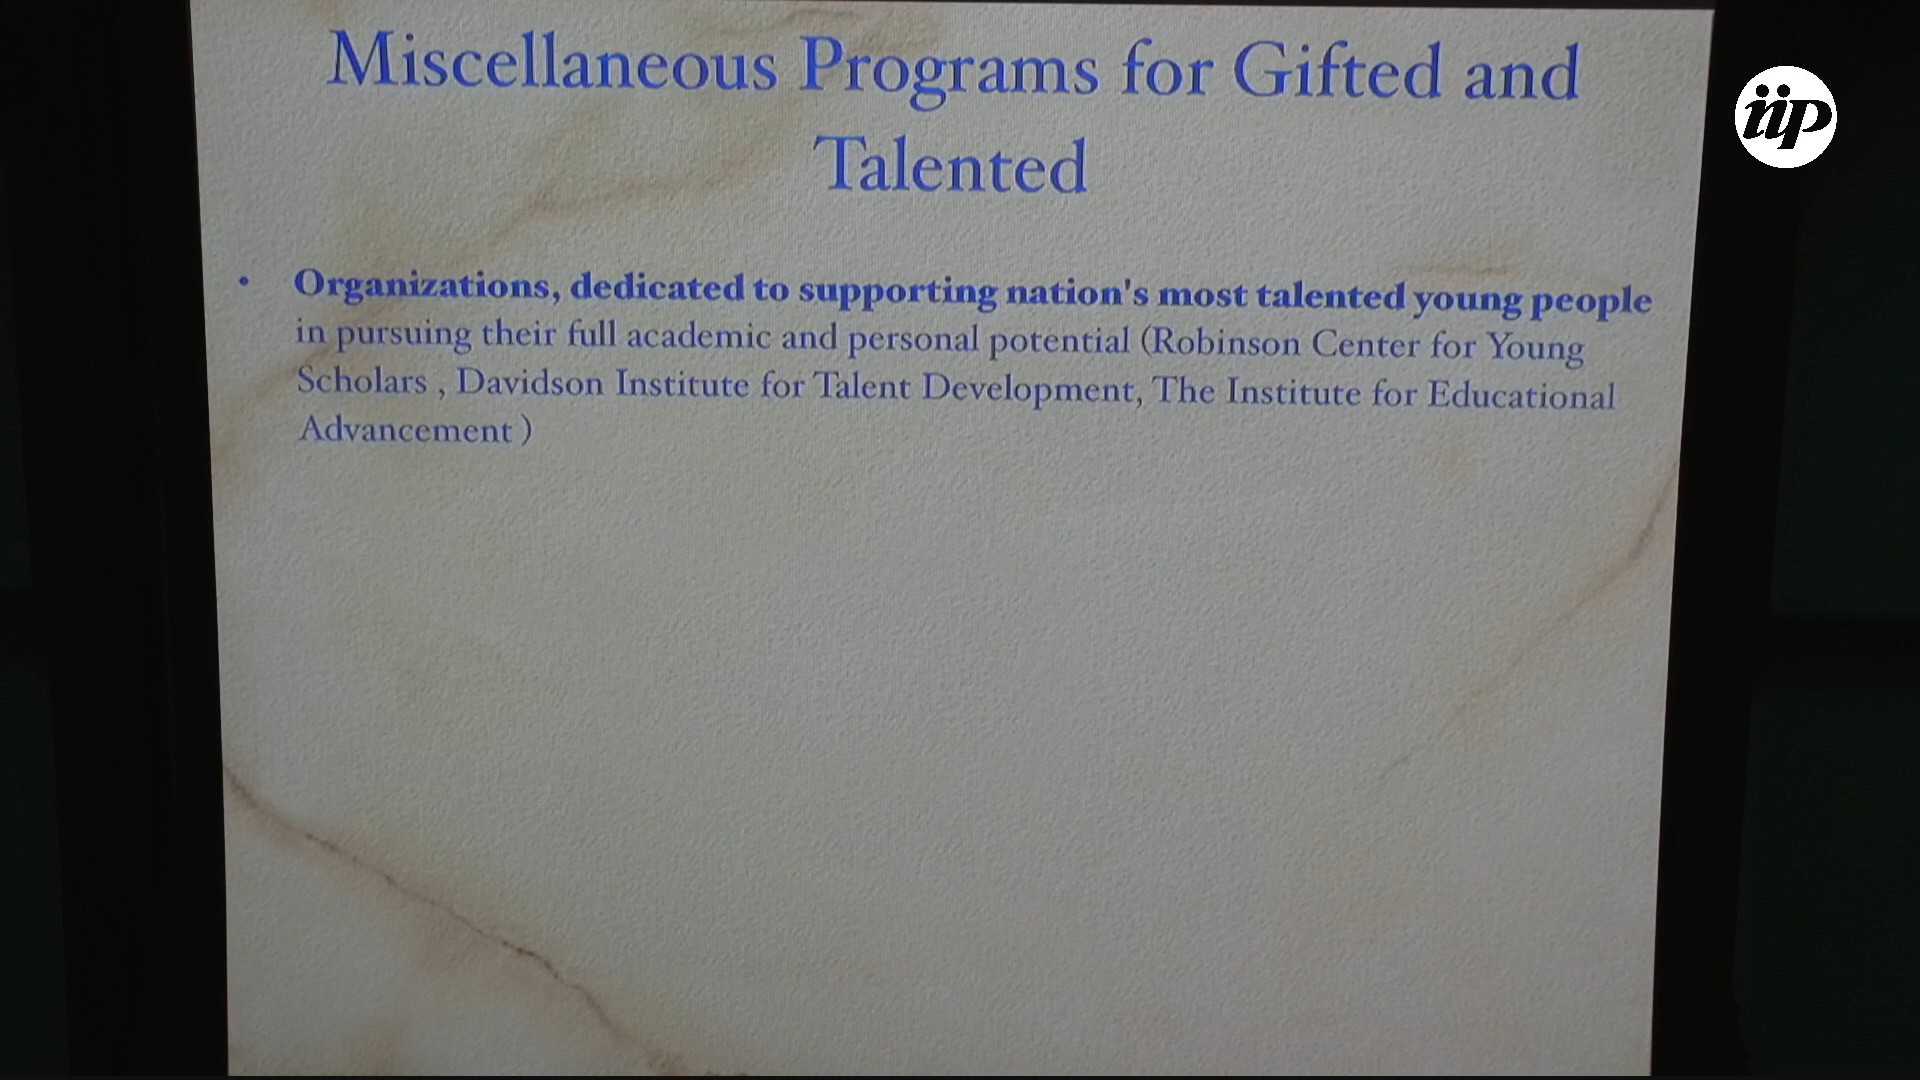 Miscellaneous Programs for Gifted and
Talented
• Organizations, dedicated to supporting nation's most talented young people
in pursuing their full academic and personal potential (Robinson Center for Young
Scholars , Davidson Institute for Talent Development, The Institute for Educational
Advancement )
iip